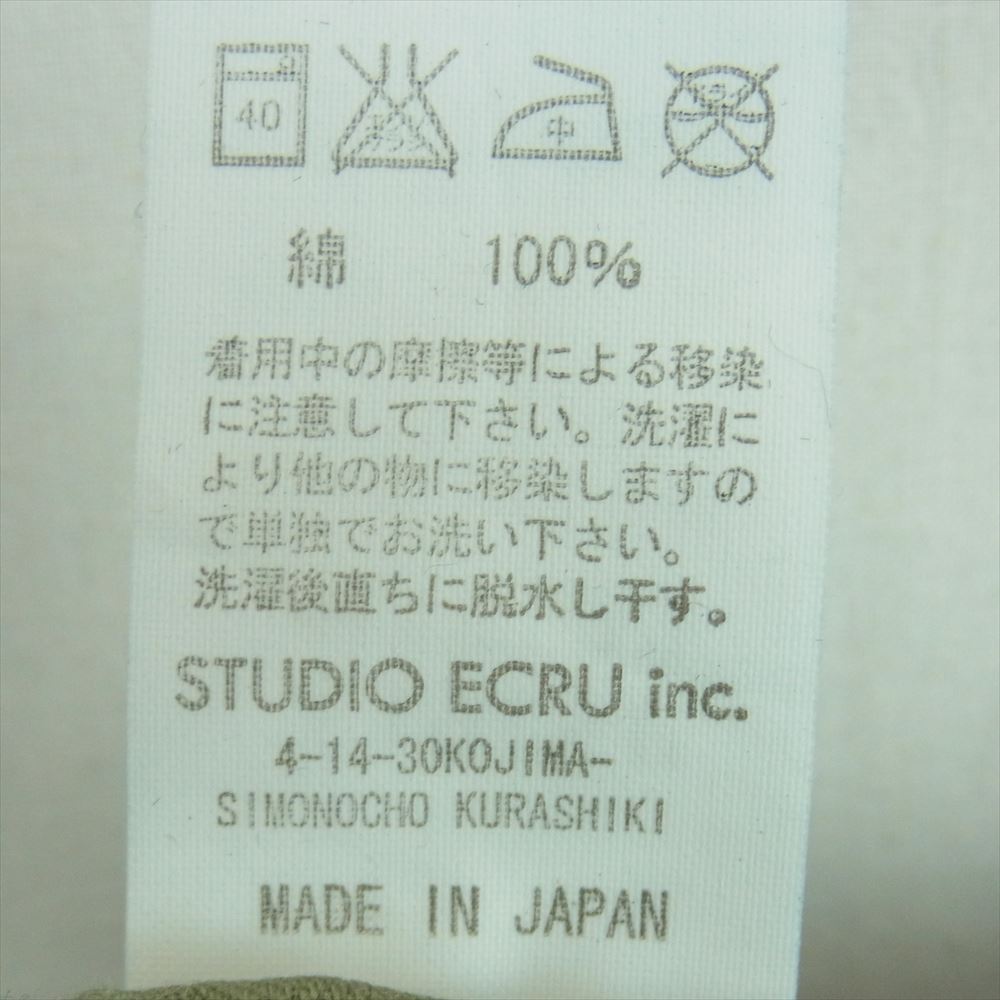 40 中
綿 100%
着用中の摩擦等による移染
に注意して下さい。洗濯に
より他の物に移染しますの
で単独でお洗い下さい。
洗濯後直ちに脱水し干す。
STUDIO ECRU inc.
4-14-30KOJIMA-
SIMONOCHO KURASHIKI
MADE IN JAPAN